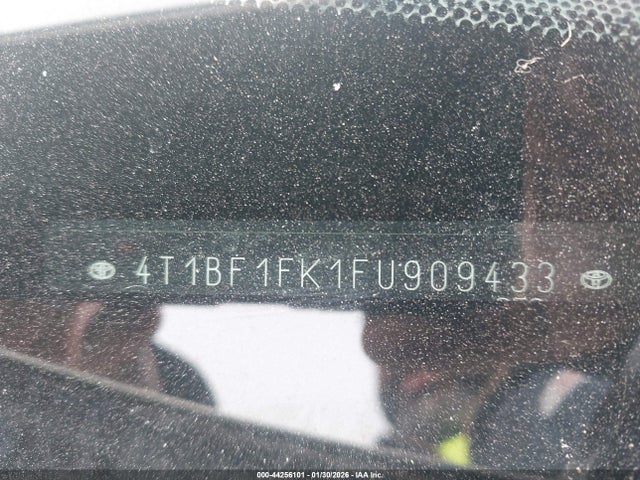 4T1BF1FK1FU909433
000-44256101 - 01/30/2026 - IAA Inc.